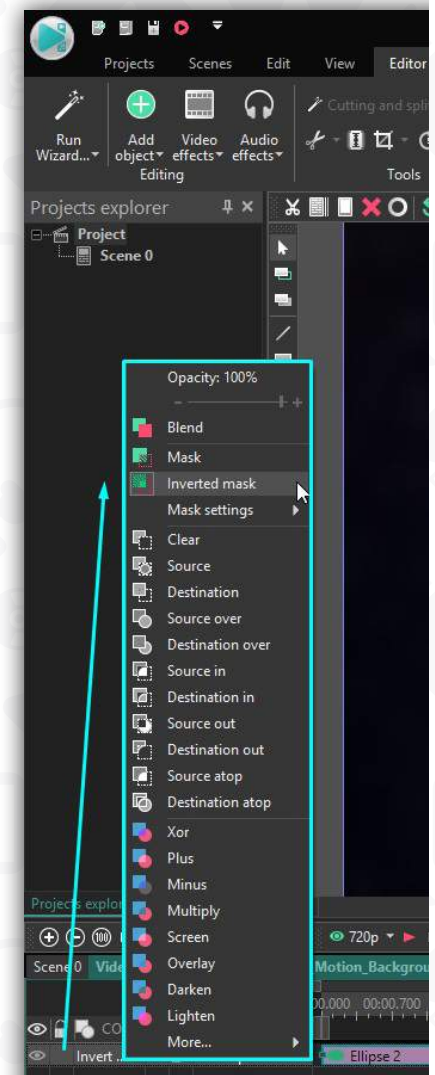 Projects Scenes Edit View Editor
Run Wizard...
Add object
Video effects
Audio effects
Cutting and spli
Editing
Tools
Projects explorer
Project
Scene 0
Opacity: 100%
- +
Blend
Mask
Inverted mask
Mask settings
Clear
Source
Destination
Source over
Destination over
Source in
Destination in
Source out
Destination out
Source atop
Destination atop
Xor
Plus
Minus
Multiply
Screen
Overlay
Darken
Lighten
More...
Projects explor
100
720p
Scene 0 Vide
Motion_Backgrou
00.000 00:00.700
CO
Invert ...
Ellipse 2